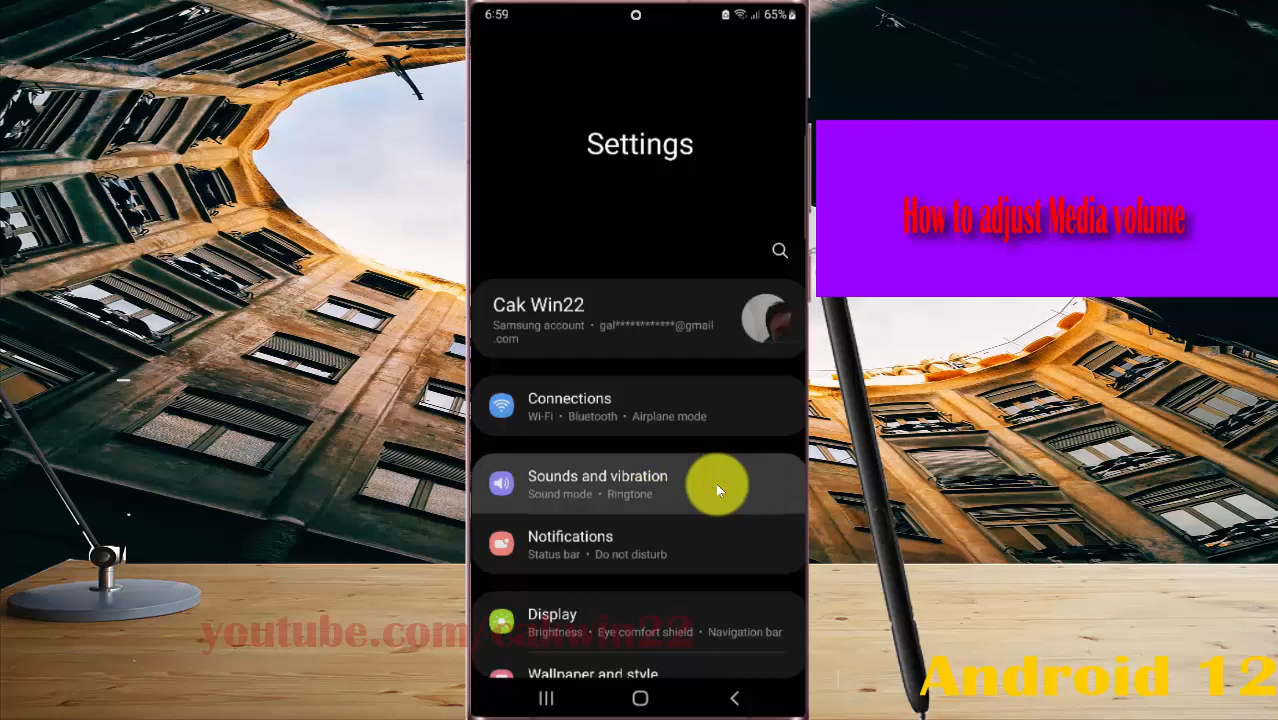 6:59
65%
Settings
Cak Win22
Samsung account • gal************@gmail
.com
Connections
Wi-Fi • Bluetooth • Airplane mode
Sounds and vibration
Sound mode • Ringtone
Notifications
Status bar • Do not disturb
Display
Brightness • Eye comfort shield • Navigation bar
Wallpaper and style
How to adjust Media volume
youtube.com/cakwin22
Android 12